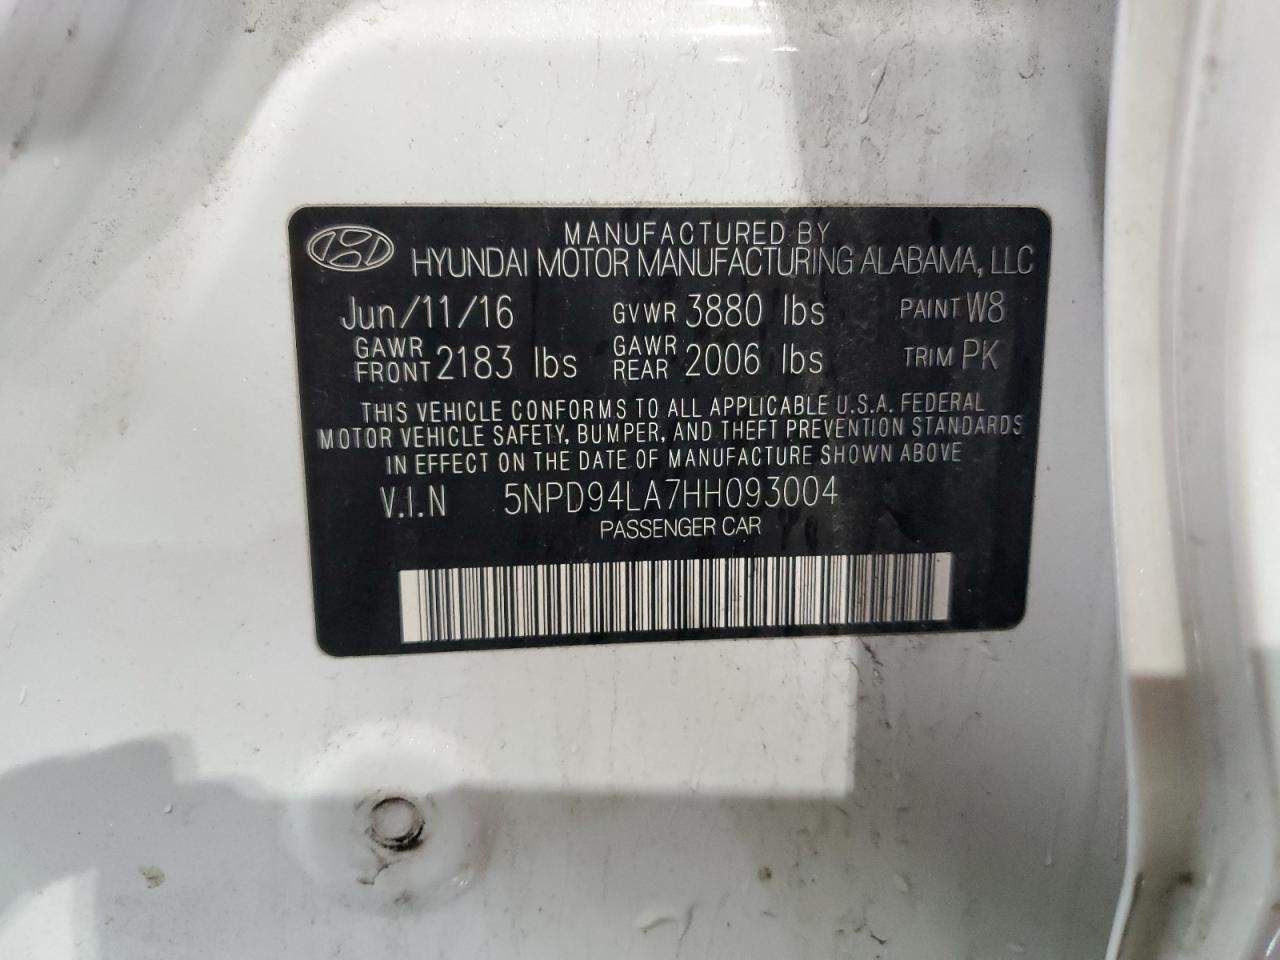 MANUFACTURED BY
HYUNDAI MOTOR MANUFACTURING ALABAMA, LLC
Jun/11/16 GVWR 3880 lbs PAINT W8
GAWR FRONT 2183 lbs GAWR REAR 2006 lbs TRIM PK
THIS VEHICLE CONFORMS TO ALL APPLICABLE U.S.A. FEDERAL
MOTOR VEHICLE SAFETY, BUMPER, AND THEFT PREVENTION STANDARDS
IN EFFECT ON THE DATE OF MANUFACTURE SHOWN ABOVE
V.I.N 5NPD94LA7HH093004
PASSENGER CAR